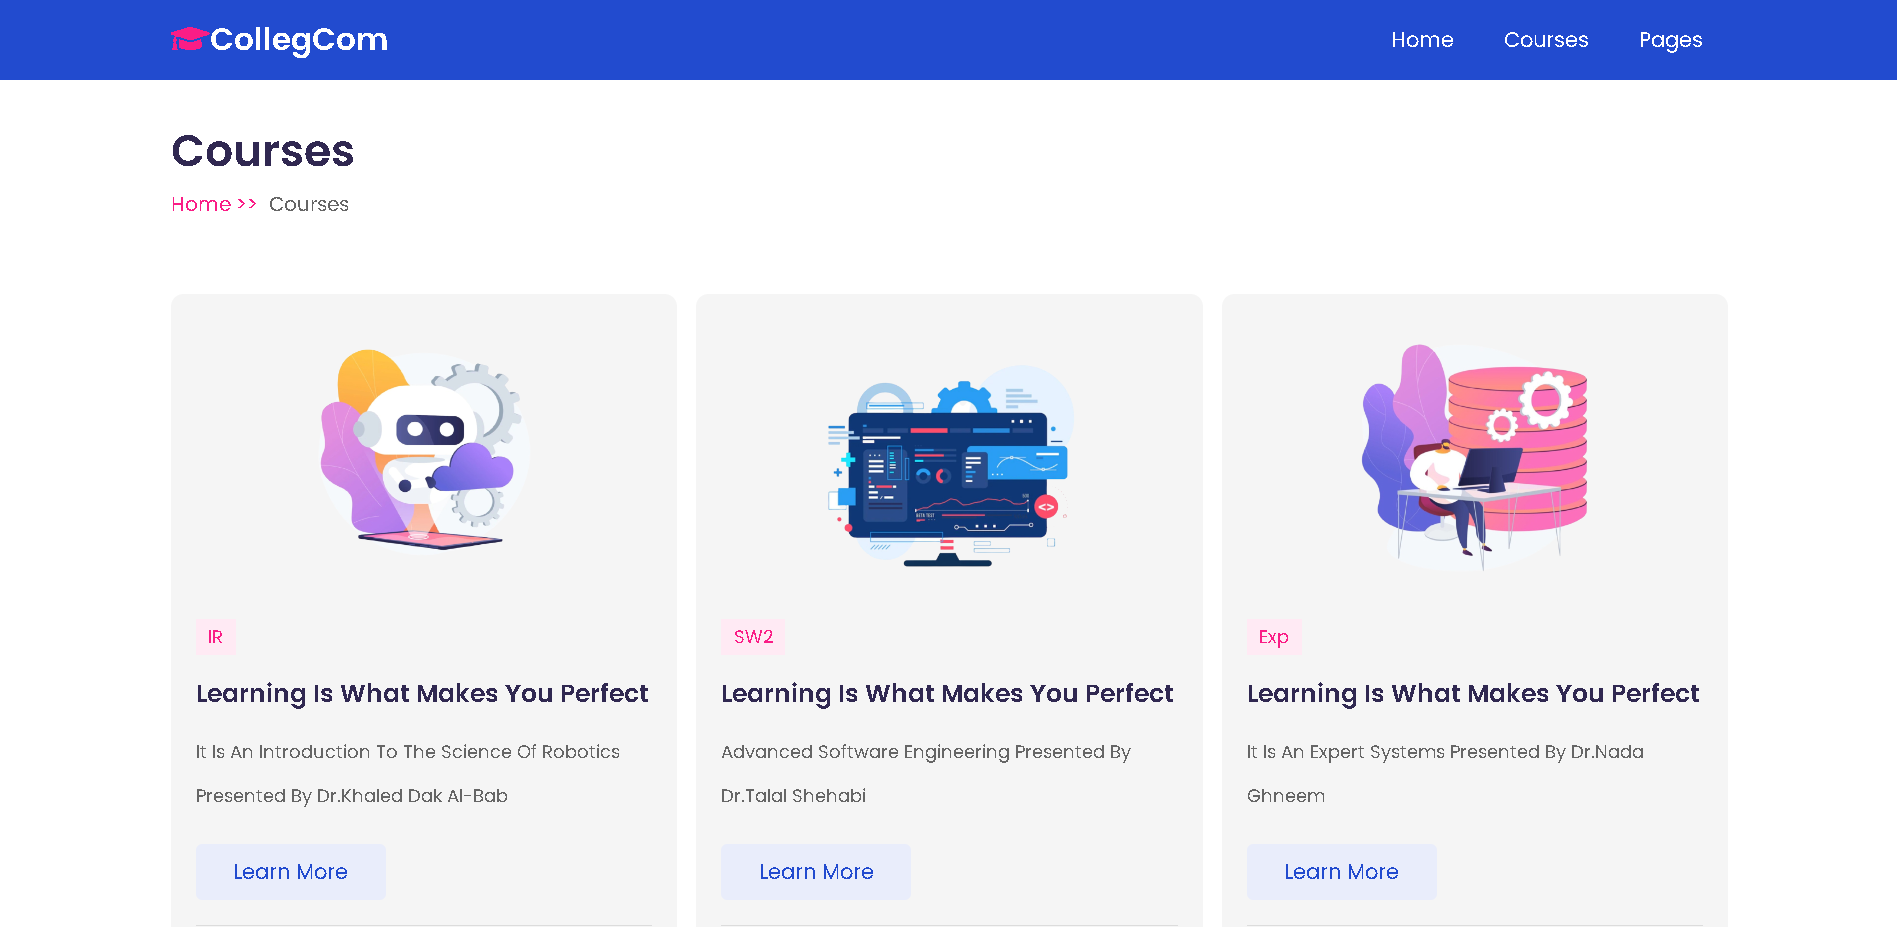 CollegCom
Home Courses Pages
Courses
Home >> Courses
IR
Learning Is What Makes You Perfect
It Is An Introduction To The Science Of Robotics
Presented By Dr.Khaled Dak Al-Bab
Learn More
BETA TEST
<>
SW2
Learning Is What Makes You Perfect
Advanced Software Engineering Presented By
Dr.Talal Shehabi
Learn More
Exp
Learning Is What Makes You Perfect
It Is An Expert Systems Presented By Dr.Nada
Ghneem
Learn More